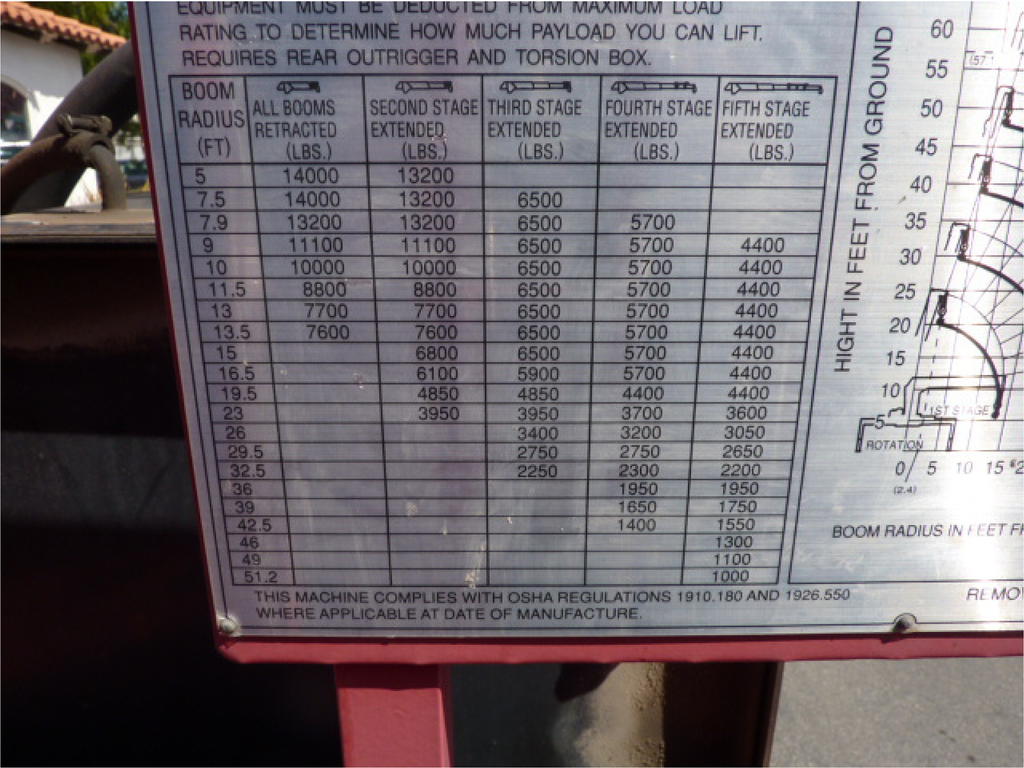 EQUIPMENT MUST BE DEDUCTED FROM MAXIMUM LOAD
RATING TO DETERMINE HOW MUCH PAYLOAD YOU CAN LIFT.
REQUIRES REAR OUTRIGGER AND TORSION BOX.
BOOM RADIUS (FT) ALL BOOMS RETRACTED (LBS.) SECOND STAGE EXTENDED (LBS.) THIRD STAGE EXTENDED (LBS.) FOURTH STAGE EXTENDED (LBS.) FIFTH STAGE EXTENDED (LBS.)
5 14000 13200
7.5 14000 13200 6500
7.9 13200 13200 6500 5700
9 11100 11100 6500 5700 4400
10 10000 10000 6500 5700 4400
11.5 8800 8800 6500 5700 4400
13 7700 7700 6500 5700 4400
13.5 7600 7600 6500 5700 4400
15 6800 6500 5700 4400
16.5 6100 5900 5700 4400
19.5 4850 4850 4400 4400
23 3950 3950 3700 3600
26 3400 3200 3050
29.5 2750 2750 2650
32.5 2250 2300 2200
36 1950 1950
39 1650 1750
42.5 1400 1550
46 1300
49 1100
51.2 1000
THIS MACHINE COMPLIES WITH OSHA REGULATIONS 1910.180 AND 1926.550
WHERE APPLICABLE AT DATE OF MANUFACTURE.
HIGHT IN FEET FROM GROUND
60
(57.
55
50
45
40
35
30
25
20
15
10
5
1ST STAGE
ROTATION
0 5 10 15
(2.4)
BOOM RADIUS IN FEET